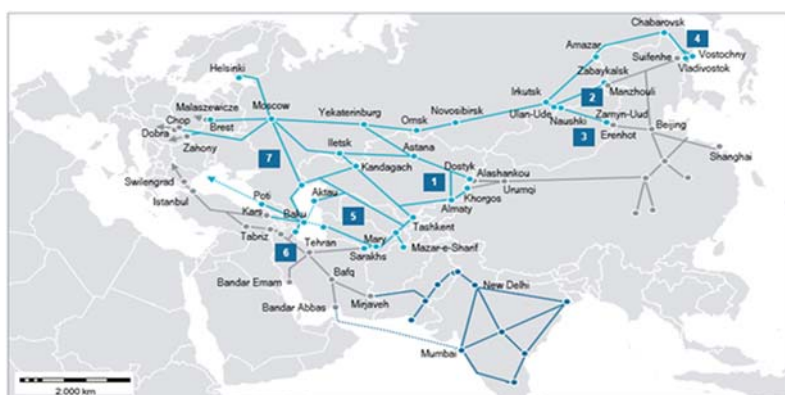 Chabarovsk
4
Amazar
Suifenhe
Vostochny
Vladivostok
Helsinki
Zabaykalsk
Irkutsk
2
Manzhouli
Malaszewicze
Moscow
Yekaterinburg
Omsk
Novosibirsk
Ulan-Ude
Chop
Brest
Naushki
Zamyn-Uud
Dobra
Iletsk
Astana
3
Erenhot
Beijing
Zahony
7
Kandagach
Dostyk
Shanghai
Swilengrad
Aktau
1
Alashankou
Poti
Khorgos
Urumqi
Istanbul
Kars
Baku
5
Almaty
Tashkent
Tabriz
6
Tehran
Mary
Sarakhs
Mazar-e-Sharif
Bandar Emam
Bafq
New Delhi
Bandar Abbas
Mirjaveh
Mumbai
2.000 km